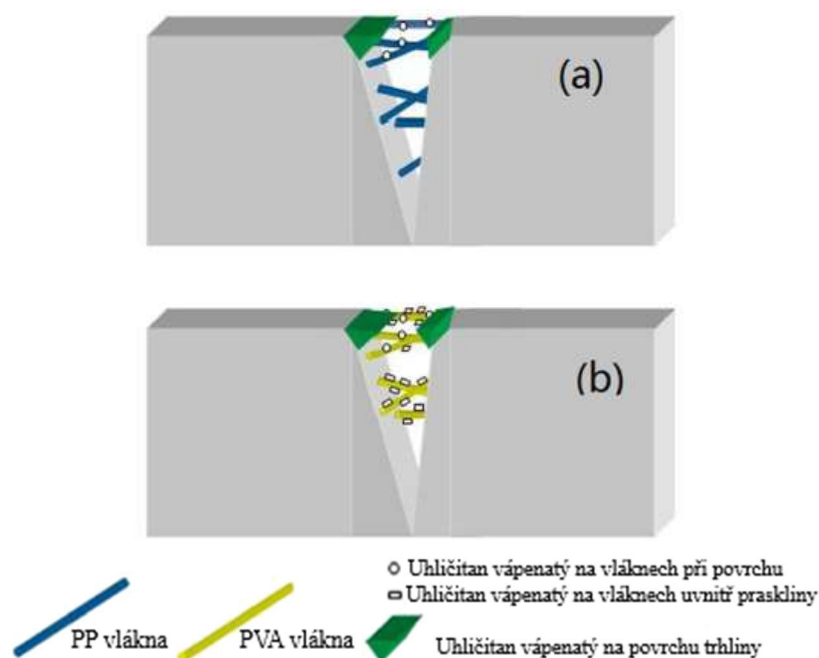 (a)
(b)
Uhličitan vápenatý na vláknech při povrchu
Uhličitan vápenatý na vláknech uvnitř praskliny
PP vlákna
PVA vlákna
Uhličitan vápenatý na povrchu trhliny